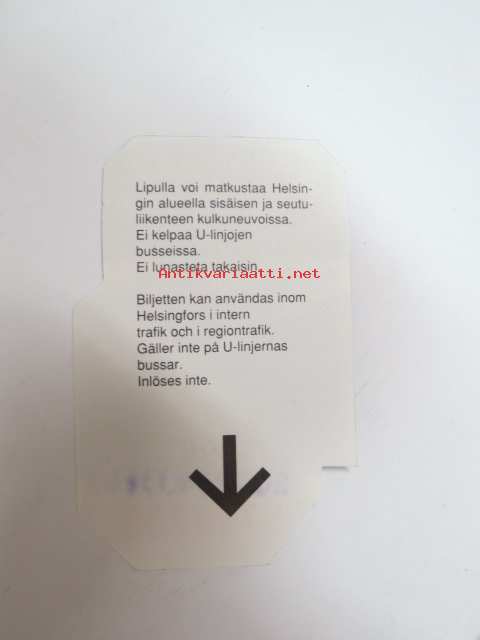 Lipulla voi matkustaa Helsin-
gin alueella sisäisen ja seutu-
liikenteen kulkuneuvoissa.
Ei kelpaa U-linjojen
busseissa.
Ei lunasteta takaisin.
Antikvariaatti.net
Biljetten kan användas inom
Helsingfors i intern
trafik och i regiontrafik.
Gäller inte på U-linjernas
bussar.
Inlöses inte.